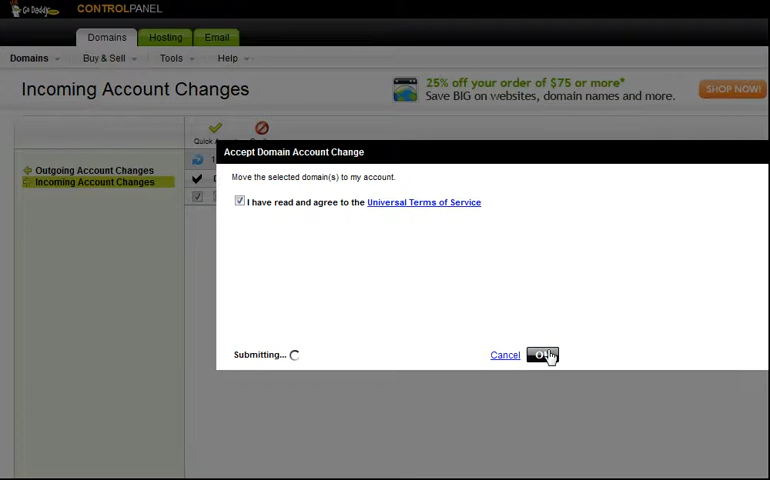 Go Daddy.com
CONTROLPANEL
Domains Hosting Email
Domains Buy & Sell Tools Help
Incoming Account Changes
25% off your order of $75 or more*
Save BIG on websites, domain names and more.
SHOP NOW!
Outgoing Account Changes
Incoming Account Changes
Accept Domain Account Change
Move the selected domain(s) to my account.
I have read and agree to the Universal Terms of Service
Submitting...
Cancel